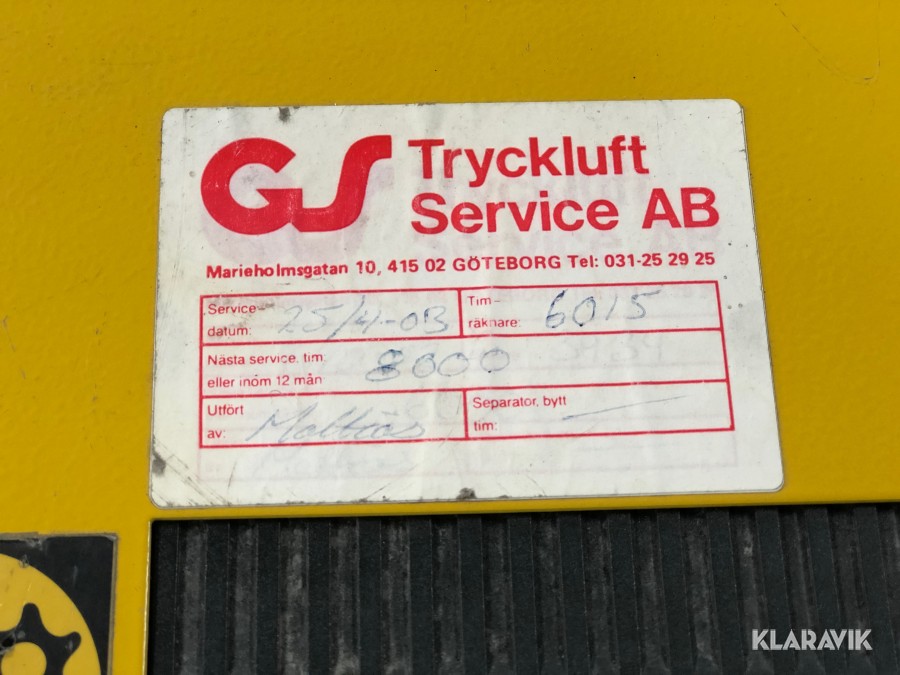 GS Tryckluft
Service AB
Marieholmsgatan 10, 415 02 GÖTEBORG Tel: 031-25 29 25
Service- datum: 25/4-03
Tim- räknare: 6015
Nästa service. tim: eller inom 12 mån 8000
Utfört av: Mattias
Separator, bytt tim: —
KLARAVIK